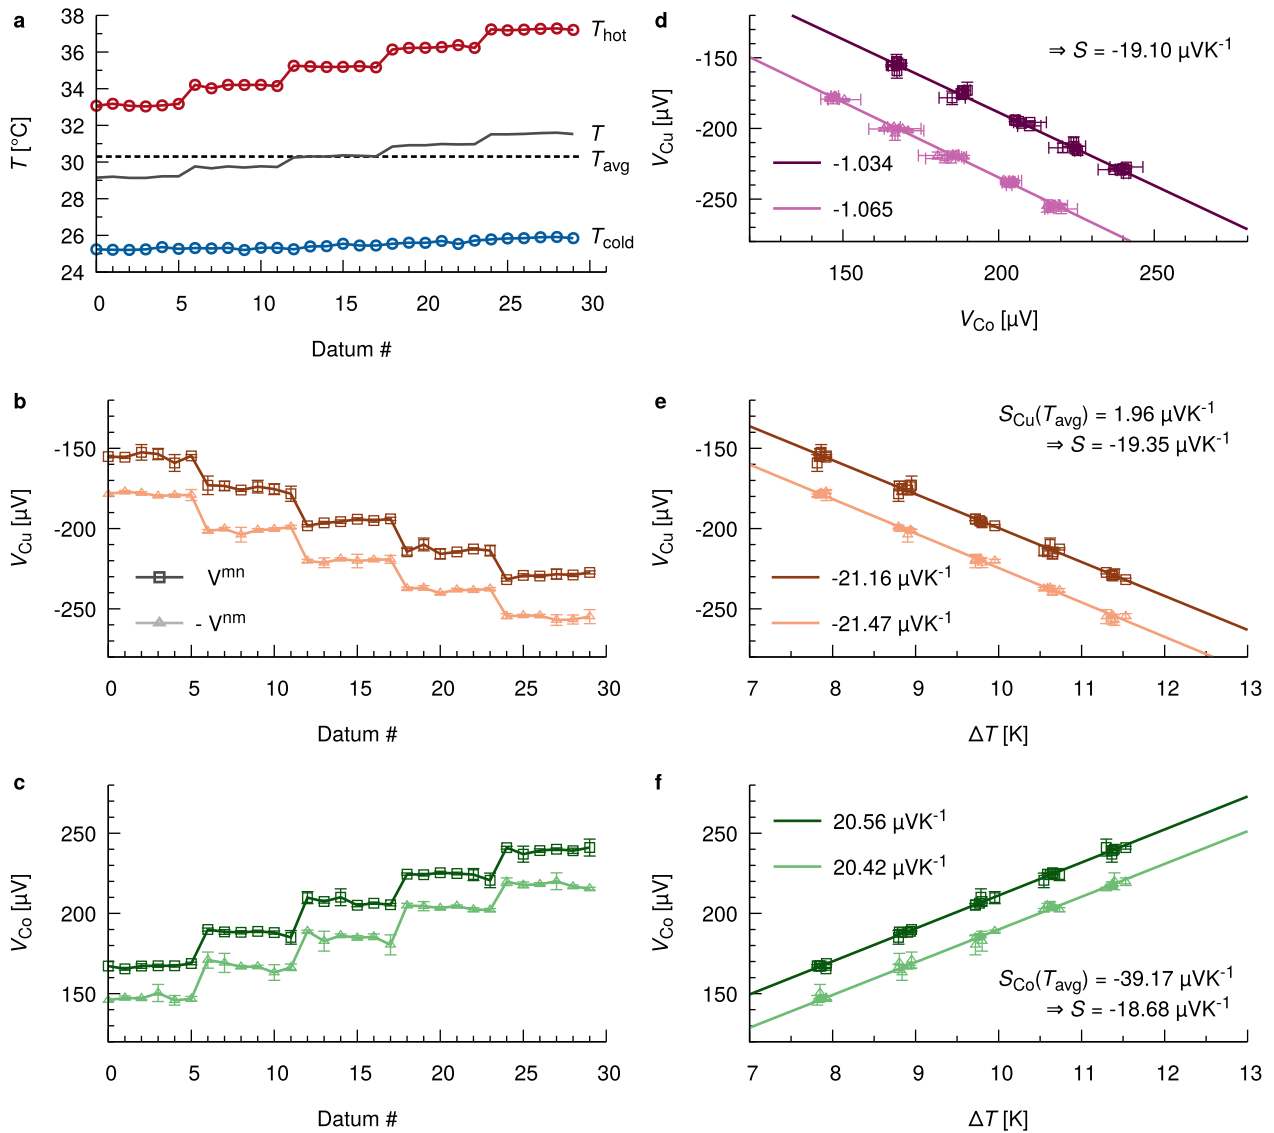 a
38
36
34
32
30
28
26
24
T [°C]
T_hot
T
T_avg
T_cold
0 5 10 15 20 25 30
Datum #
b
-150
-200
-250
V_Cu [µV]
V^mn
- V^nm
0 5 10 15 20 25 30
Datum #
c
250
200
150
V_Co [µV]
0 5 10 15 20 25 30
Datum #
d
-150
-200
-250
V_Cu [µV]
⇒ S = -19.10 µVK^-1
-1.034
-1.065
150 200 250
V_Co [µV]
e
-150
-200
-250
V_Cu [µV]
S_Cu(T_avg) = 1.96 µVK^-1
⇒ S = -19.35 µVK^-1
-21.16 µVK^-1
-21.47 µVK^-1
7 8 9 10 11 12 13
ΔT [K]
f
250
200
150
V_Co [µV]
20.56 µVK^-1
20.42 µVK^-1
S_Co(T_avg) = -39.17 µVK^-1
⇒ S = -18.68 µVK^-1
7 8 9 10 11 12 13
ΔT [K]